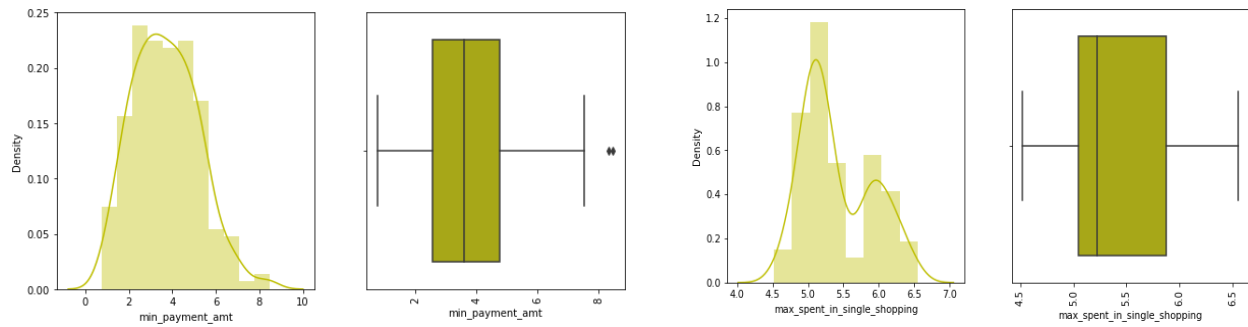 0.25
0.20
0.15
0.10
0.05
0.00
Density
0 2 4 6 8 10
min_payment_amt
2 4 6 8
min_payment_amt
1.2
1.0
0.8
0.6
0.4
0.2
0.0
Density
4.0 4.5 5.0 5.5 6.0 6.5 7.0
max_spent_in_single_shopping
4.5 5.0 5.5 6.0 6.5
max_spent_in_single_shopping